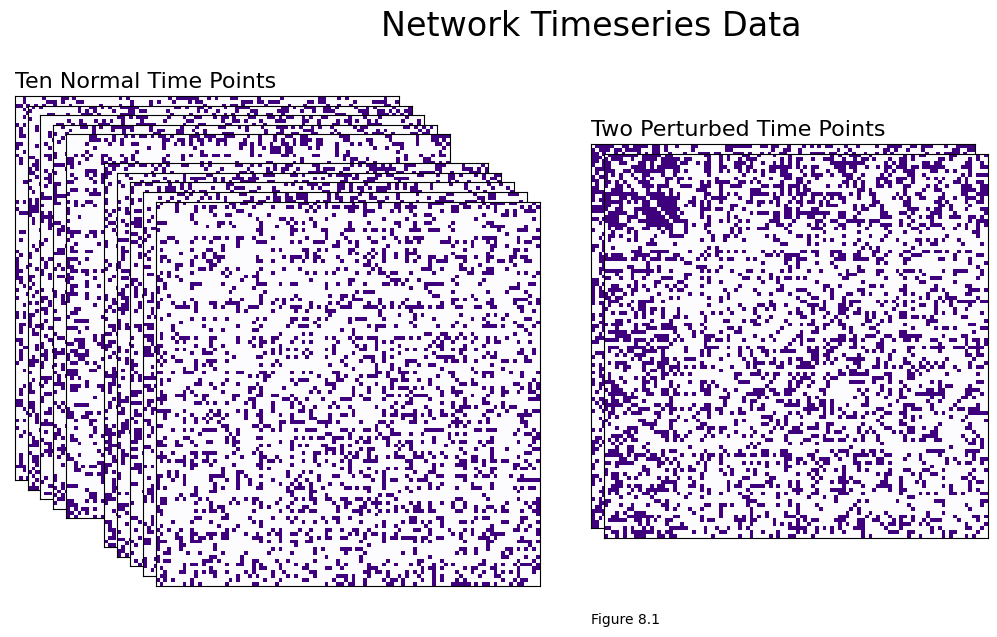 Network Timeseries Data
Ten Normal Time Points
Two Perturbed Time Points
Figure 8.1